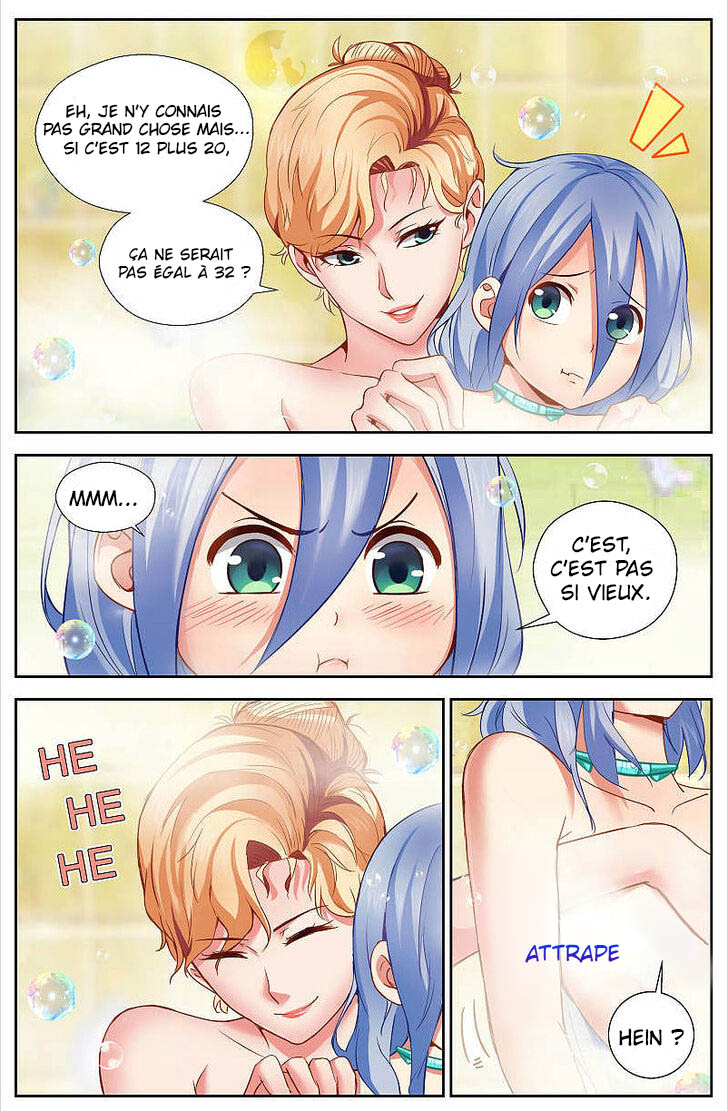 EH, JE N'Y CONNAIS
PAS GRAND CHOSE MAIS...
SI C'EST 12 PLUS 20,
ÇA NE SERAIT
PAS ÉGAL À 32 ?
MMM...
C'EST,
C'EST PAS
SI VIEUX.
HE
HE
HE
ATTRAPE
HEIN ?